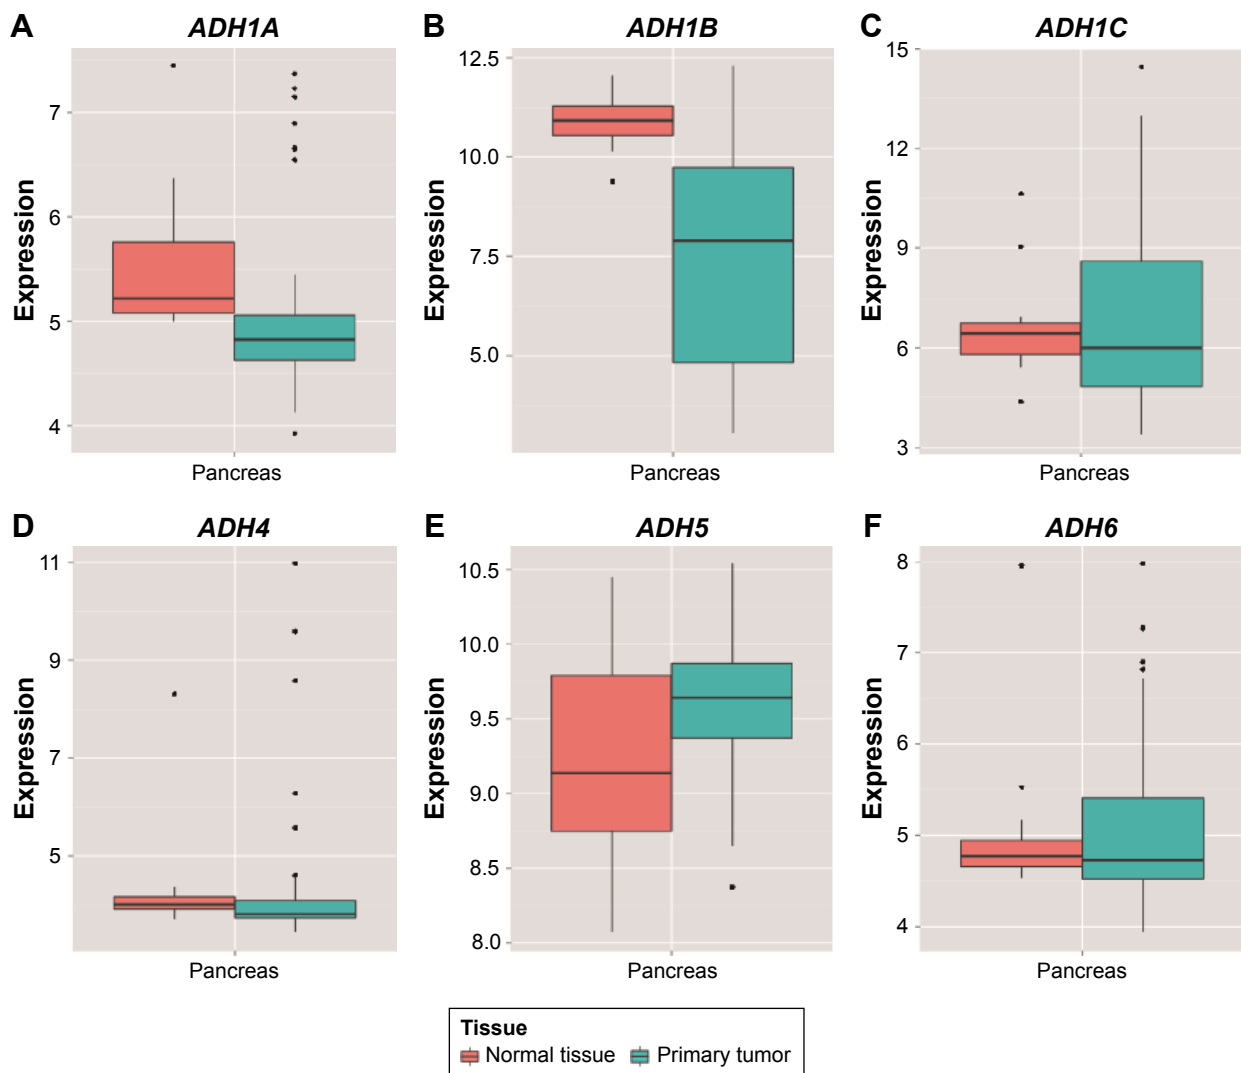 A ADH1A
Expression
7
6
5
4
Pancreas
B ADH1B
Expression
12.5
10.0
7.5
5.0
Pancreas
C ADH1C
Expression
15
12
9
6
3
Pancreas
D ADH4
Expression
11
9
7
5
Pancreas
E ADH5
Expression
10.5
10.0
9.5
9.0
8.5
8.0
Pancreas
F ADH6
Expression
8
7
6
5
4
Pancreas
Tissue
Normal tissue Primary tumor